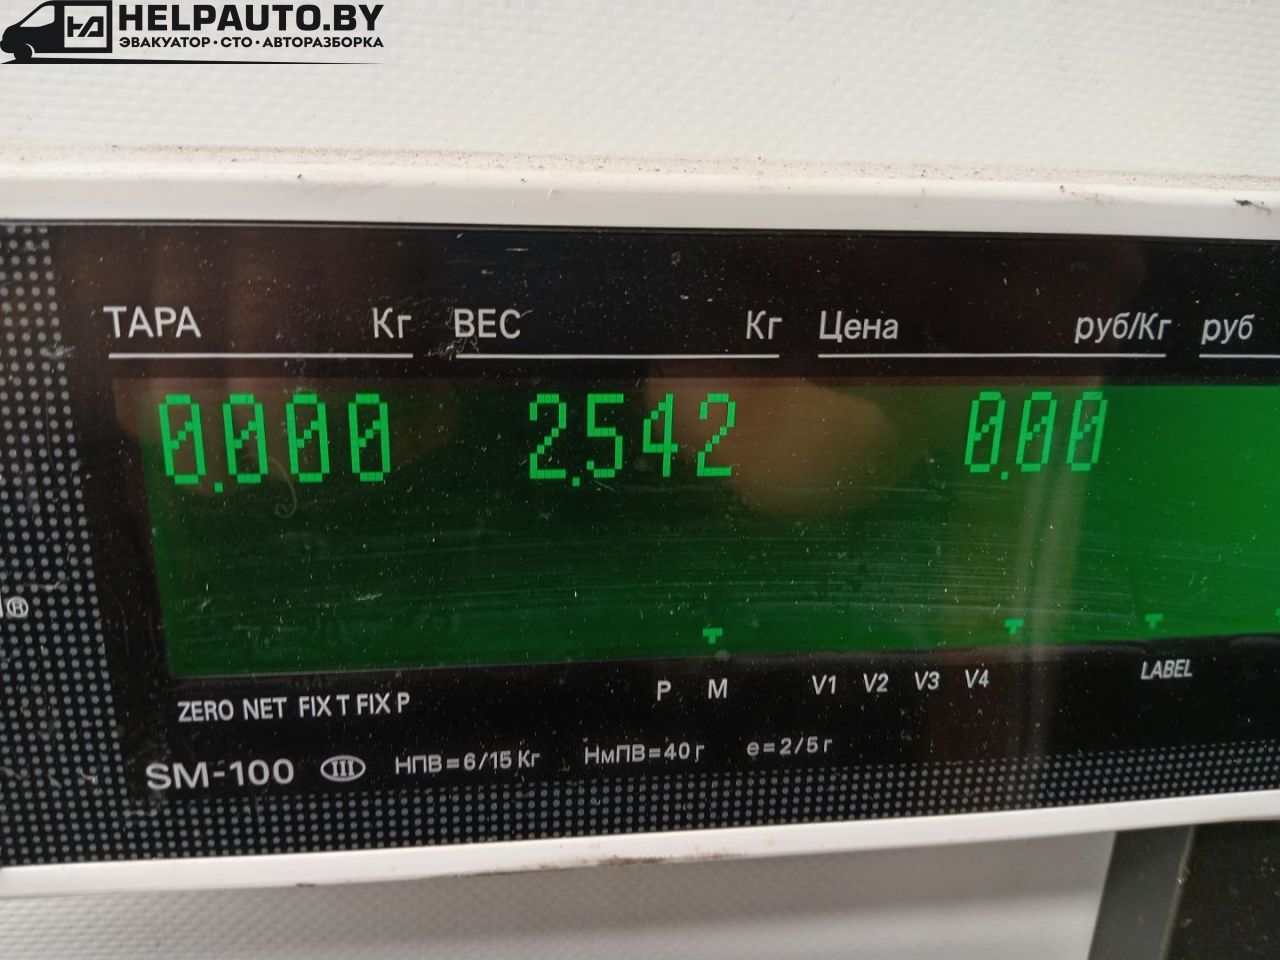 HELPAUTO.BY
ЭВАКУАТОР·СТО·АВТОРАЗБОРКА
ТАРА Кг ВЕС Кг Цена руб/Кг руб
0.000 2.542 0.00
®
ZERO NET FIX T FIX P P M V1 V2 V3 V4 LABEL
SM-100 III НПВ=6/15 Кг НмПВ=40 г e=2/5 г